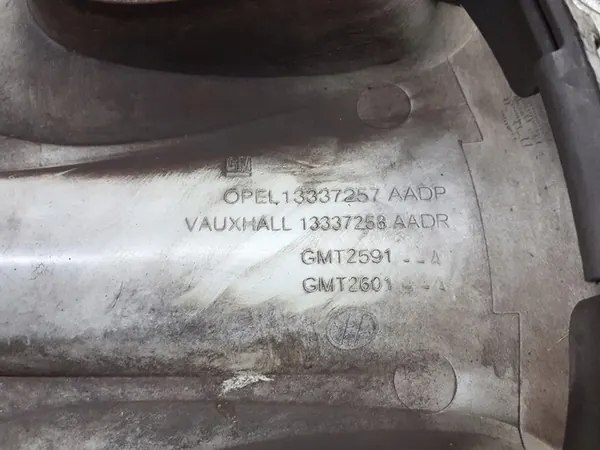 GM
OPEL 13337257 AADP
VAUXHALL 13337258 AADR
GMT2591 --A
GMT2601